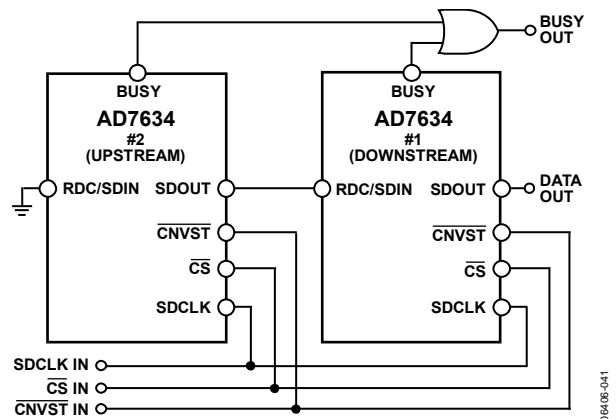 BUSY
OUT
BUSY
BUSY
AD7634
#2
(UPSTREAM)
AD7634
#1
(DOWNSTREAM)
RDC/SDIN SDOUT
RDC/SDIN SDOUT
DATA
OUT
CNVST
CNVST
CS
CS
SDCLK
SDCLK
SDCLK IN
CS IN
CNVST IN
06406-041